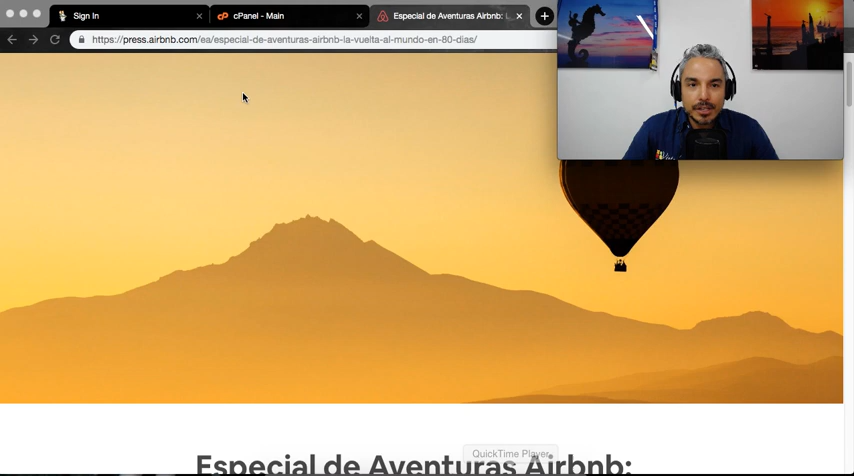 Sign In
cPanel - Main
Especial de Aventuras Airbnb: L
https://press.airbnb.com/ea/especial-de-aventuras-airbnb-la-vuelta-al-mundo-en-80-dias/
QuickTime Player
Especial de Aventuras Airbnb: